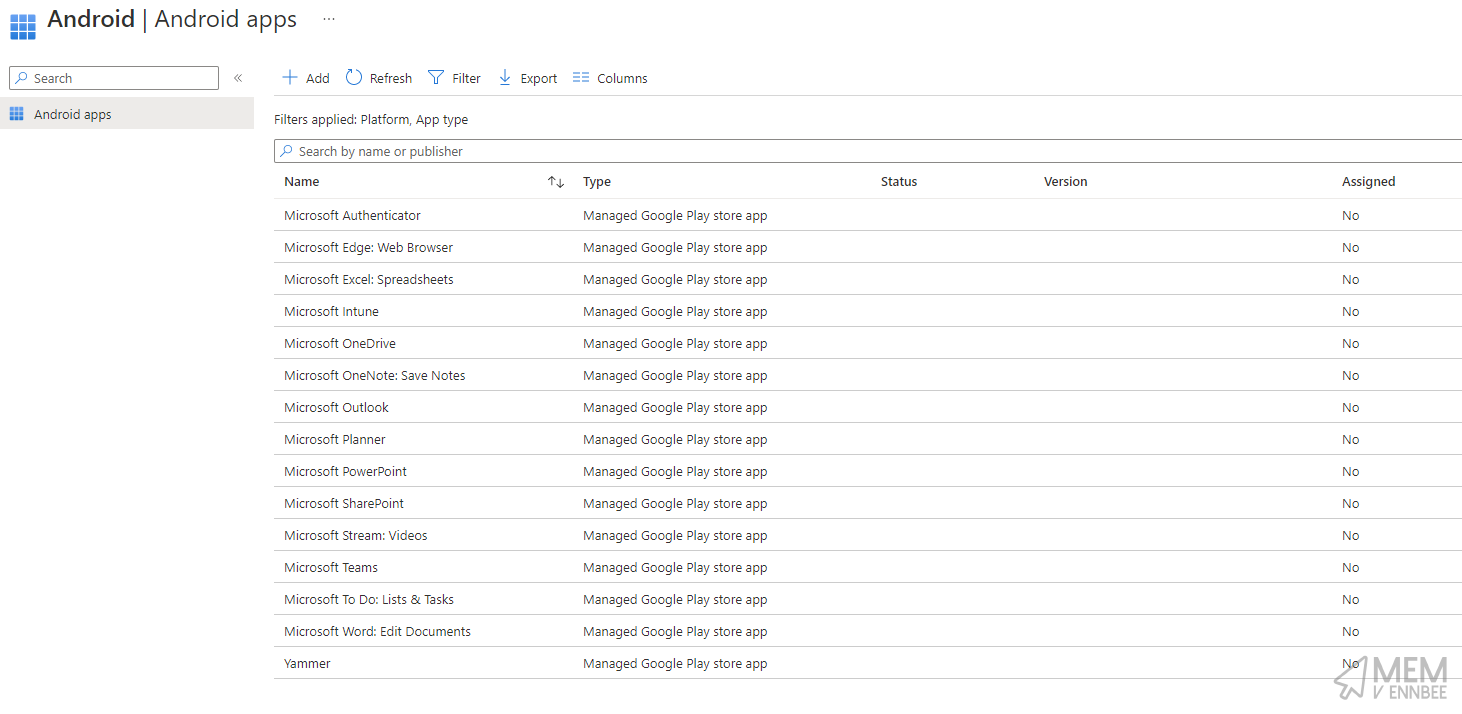 Android | Android apps ...
Search «
Android apps
Add Refresh Filter Export Columns
Filters applied: Platform, App type
Search by name or publisher
Name Type Status Version Assigned
Microsoft Authenticator Managed Google Play store app No
Microsoft Edge: Web Browser Managed Google Play store app No
Microsoft Excel: Spreadsheets Managed Google Play store app No
Microsoft Intune Managed Google Play store app No
Microsoft OneDrive Managed Google Play store app No
Microsoft OneNote: Save Notes Managed Google Play store app No
Microsoft Outlook Managed Google Play store app No
Microsoft Planner Managed Google Play store app No
Microsoft PowerPoint Managed Google Play store app No
Microsoft SharePoint Managed Google Play store app No
Microsoft Stream: Videos Managed Google Play store app No
Microsoft Teams Managed Google Play store app No
Microsoft To Do: Lists & Tasks Managed Google Play store app No
Microsoft Word: Edit Documents Managed Google Play store app No
Yammer Managed Google Play store app No
MEM
V ENNBEE